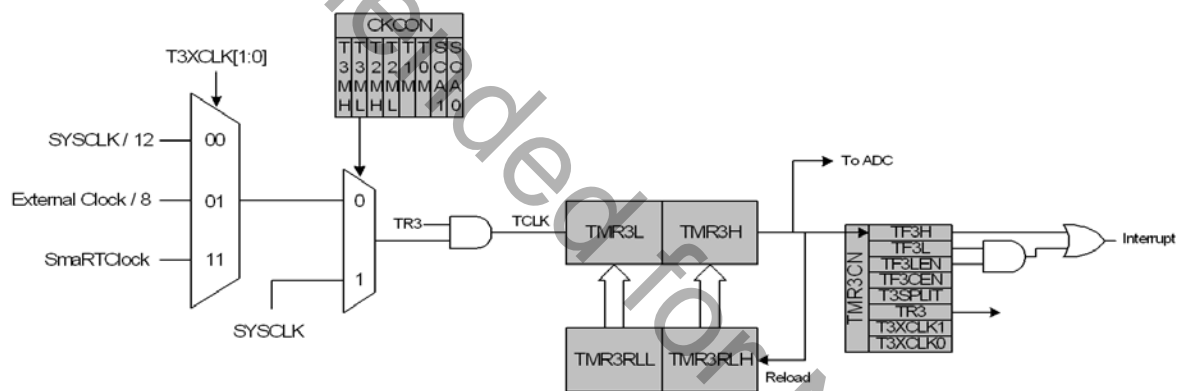 CKCON
T3MH
T3ML
T2MH
T2ML
T1M
T0M
SCA1
SCA0
T3XCLK[1:0]
SYSCLK / 12
00
External Clock / 8
01
SmaRTClock
11
0
1
SYSCLK
TR3
TCLK
TMR3L
TMR3H
To ADC
TMR3RLL
TMR3RLH
Reload
TMR3CN
TF3H
TF3L
TF3LEN
TF3CEN
T3SPLIT
TR3
T3XCLK1
T3XCLK0
Interrupt
ended for